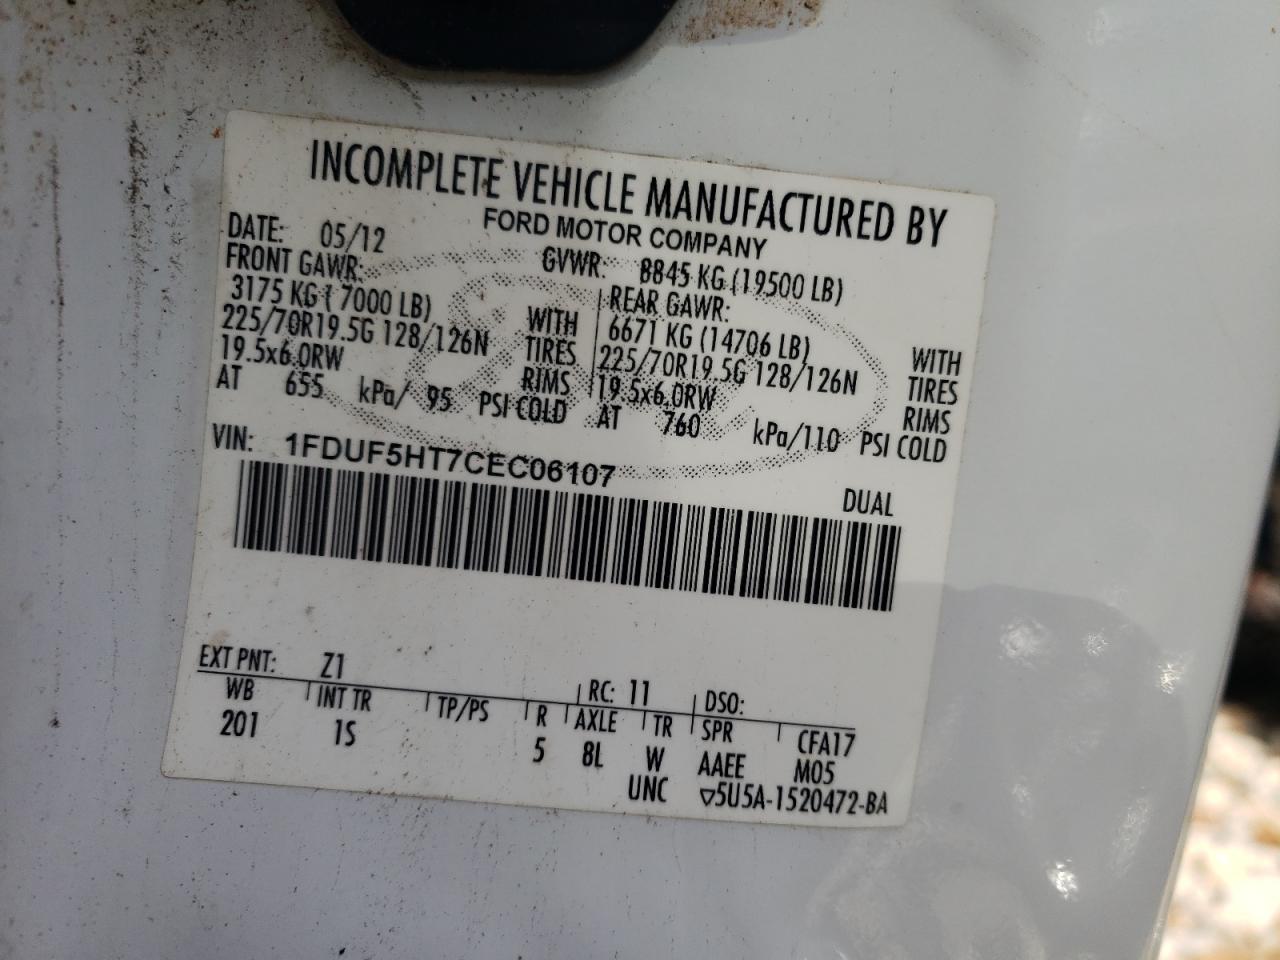 INCOMPLETE VEHICLE MANUFACTURED BY
FORD MOTOR COMPANY
DATE: 05/12 GVWR: 8845 KG (19500 LB)
FRONT GAWR: REAR GAWR:
3175 KG ( 7000 LB) WITH 6671 KG (14706 LB) WITH
225/70R19.5G 128/126N TIRES 225/70R19.5G 128/126N TIRES
19.5x6.0RW RIMS 19.5x6.0RW RIMS
AT 655 kPa/ 95 PSI COLD AT 760 kPa/110 PSI COLD
VIN: 1FDUF5HT7CEC06107
DUAL
EXT PNT: Z1 RC: 11 DSO:
WB INT TR TP/PS R AXLE TR SPR CFA17
201 1S 5 8L W AAEE M05
UNC ▽5U5A-1520472-BA